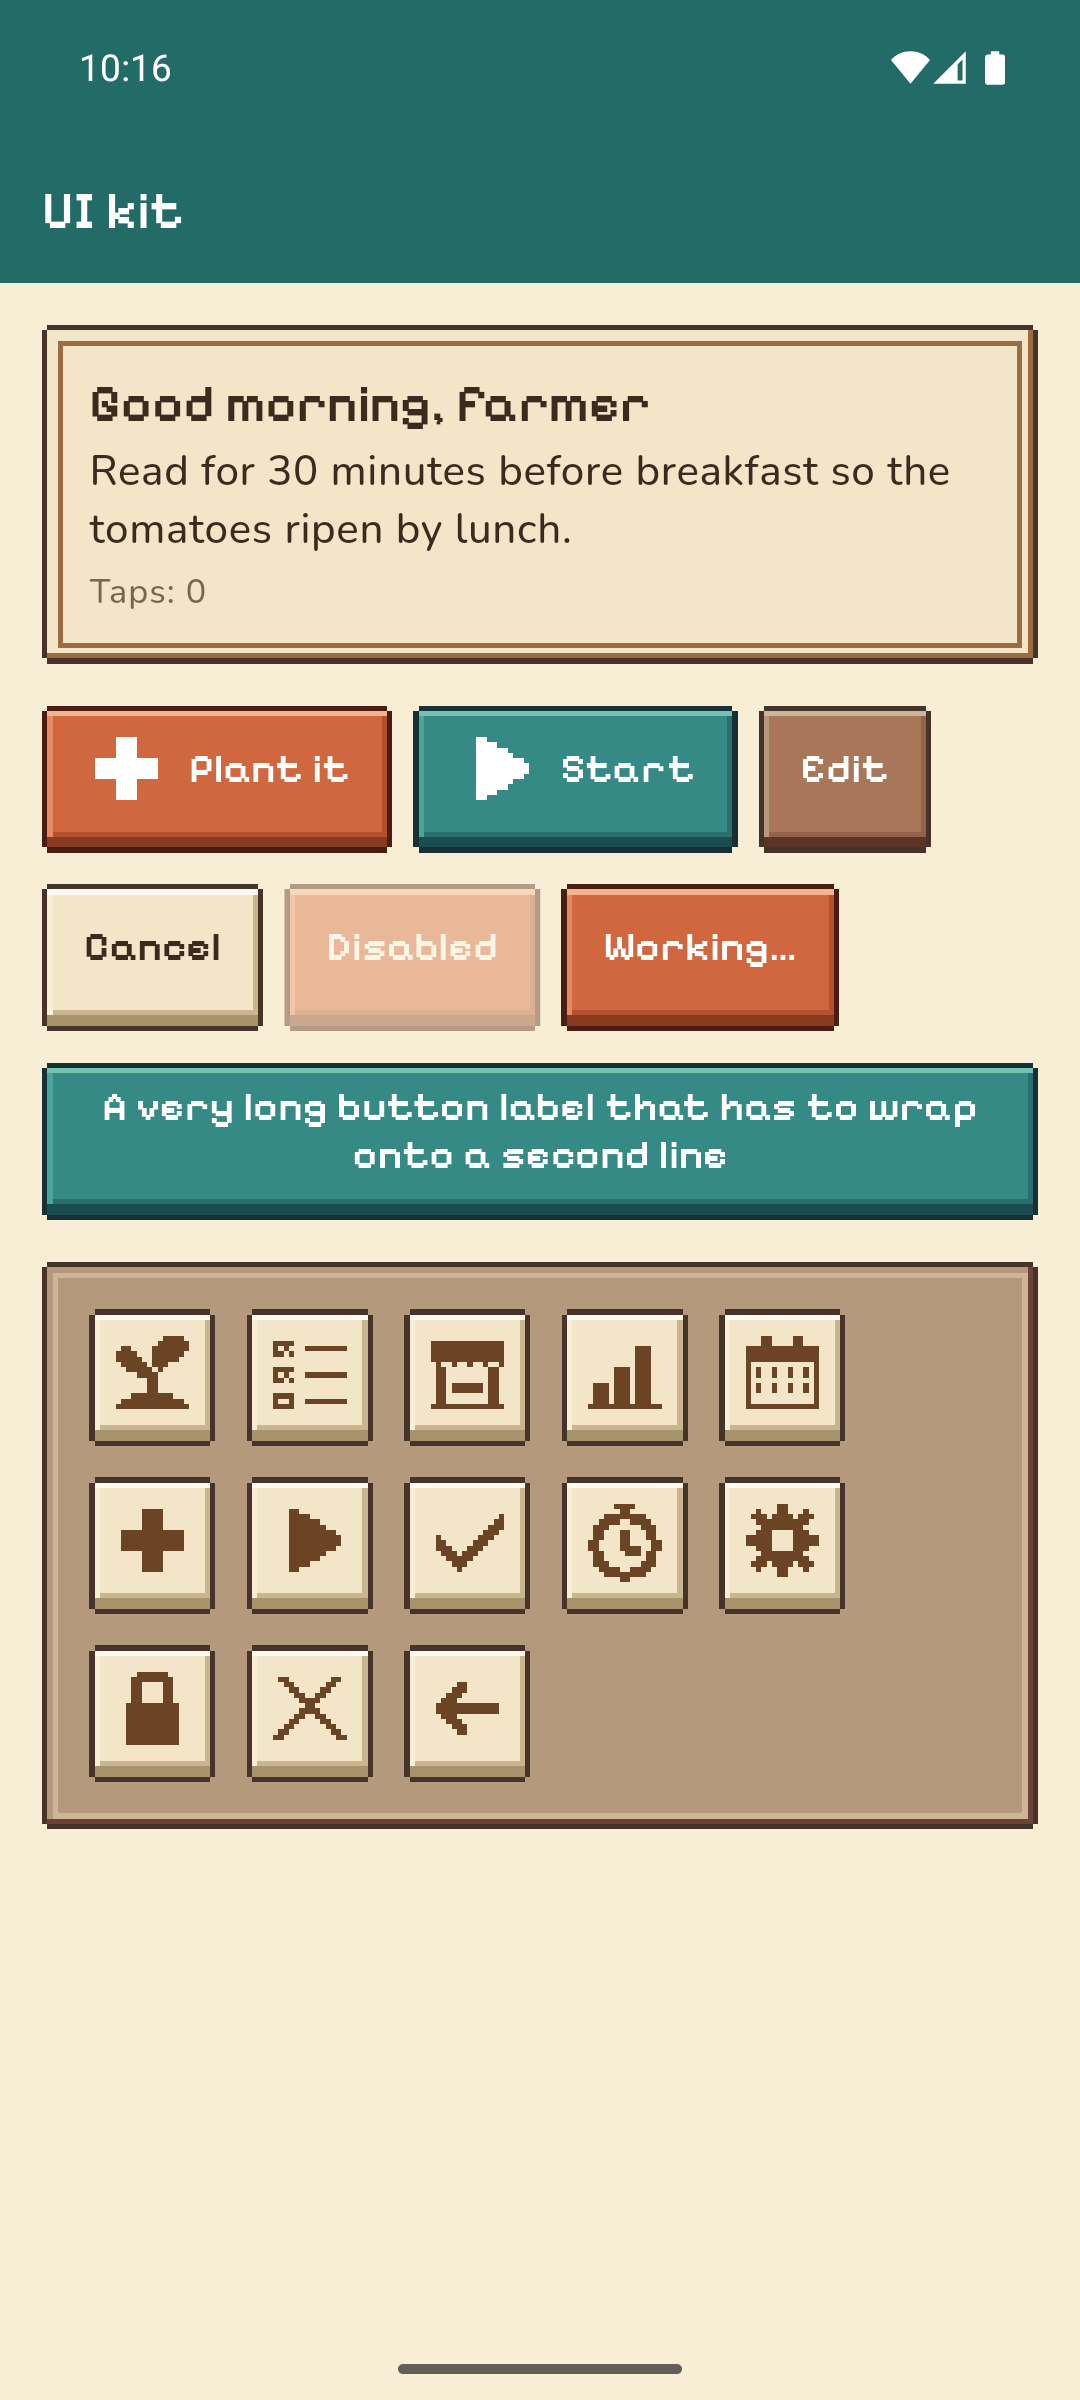 10:16
UI kit
Good morning, Farmer
Read for 30 minutes before breakfast so the
tomatoes ripen by lunch.
Taps: 0
Plant it
Start
Edit
Cancel
Disabled
Working…
A very long button label that has to wrap
onto a second line